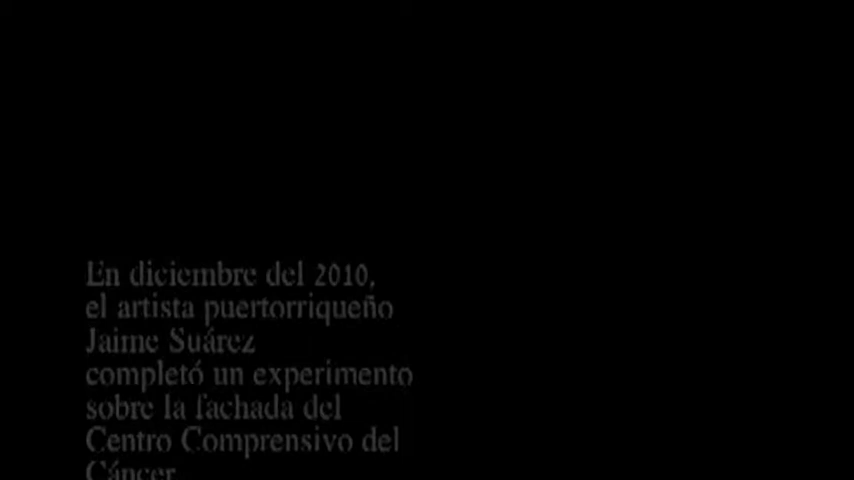 En diciembre del 2010,
el artista puertorriqueño
Jaime Suárez
completó un experimento
sobre la fachada del
Centro Comprensivo del
Cáncer